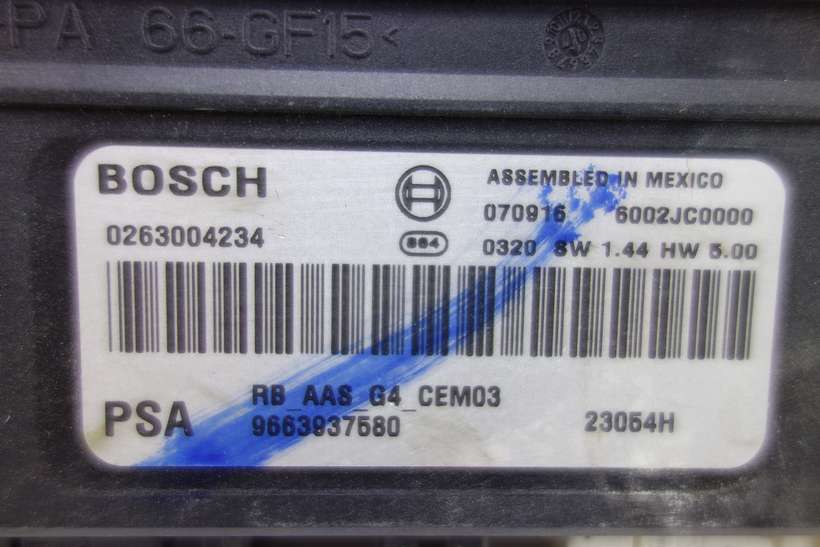 -PA 66-GF15<
BOSCH
ASSEMBLED IN MEXICO
070916 6002JC0000
0263004234
864
0320 SW 1.44 HW 5.00
RB_AAS_G4_CEM03
PSA
9663937580
23054H